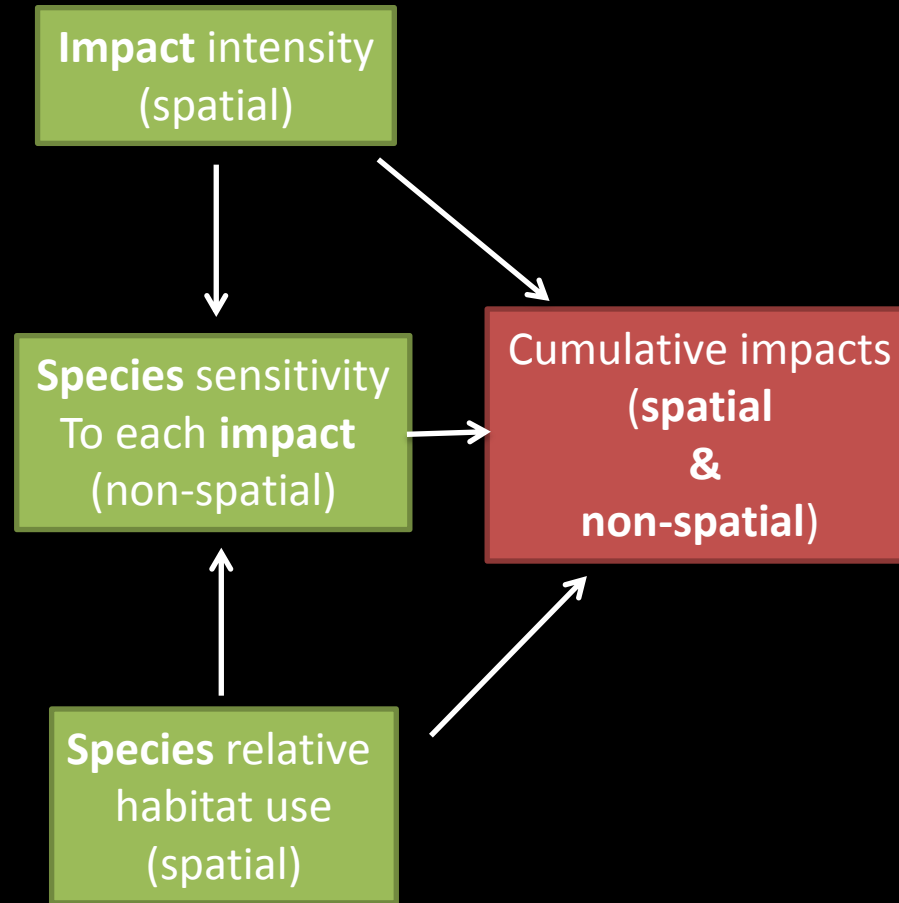 Impact intensity
(spatial)
Species sensitivity
To each impact
(non-spatial)
Cumulative impacts
(spatial
&
non-spatial)
Species relative
habitat use
(spatial)